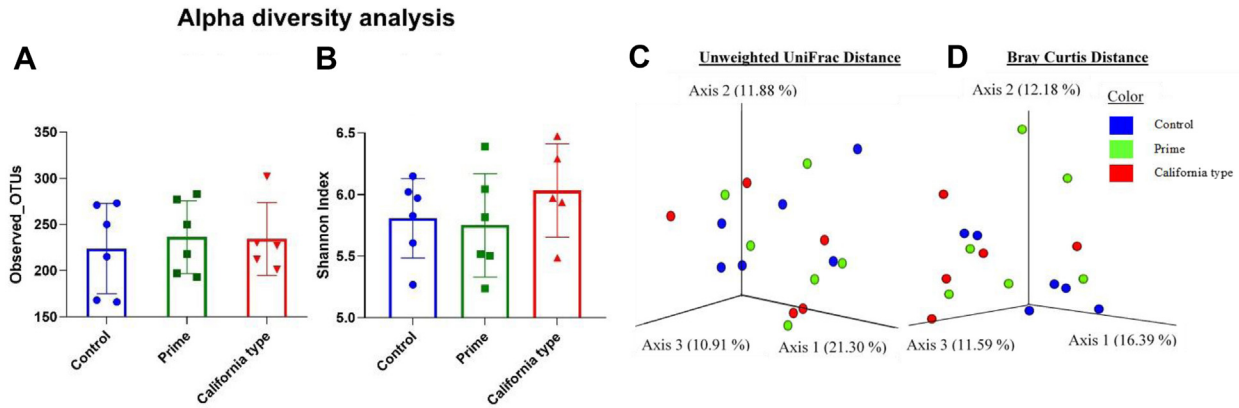 Alpha diversity analysis
A
B
C
D
Observed_OTUs
350
300
250
200
150
Control
Prime
California type
Shannon Index
6.5
6.0
5.5
5.0
Control
Prime
California type
Unweighted UniFrac Distance
Axis 2 (11.88 %)
Axis 3 (10.91 %)
Axis 1 (21.30 %)
Bray Curtis Distance
Axis 2 (12.18 %)
Color
Control
Prime
California type
Axis 3 (11.59 %)
Axis 1 (16.39 %)